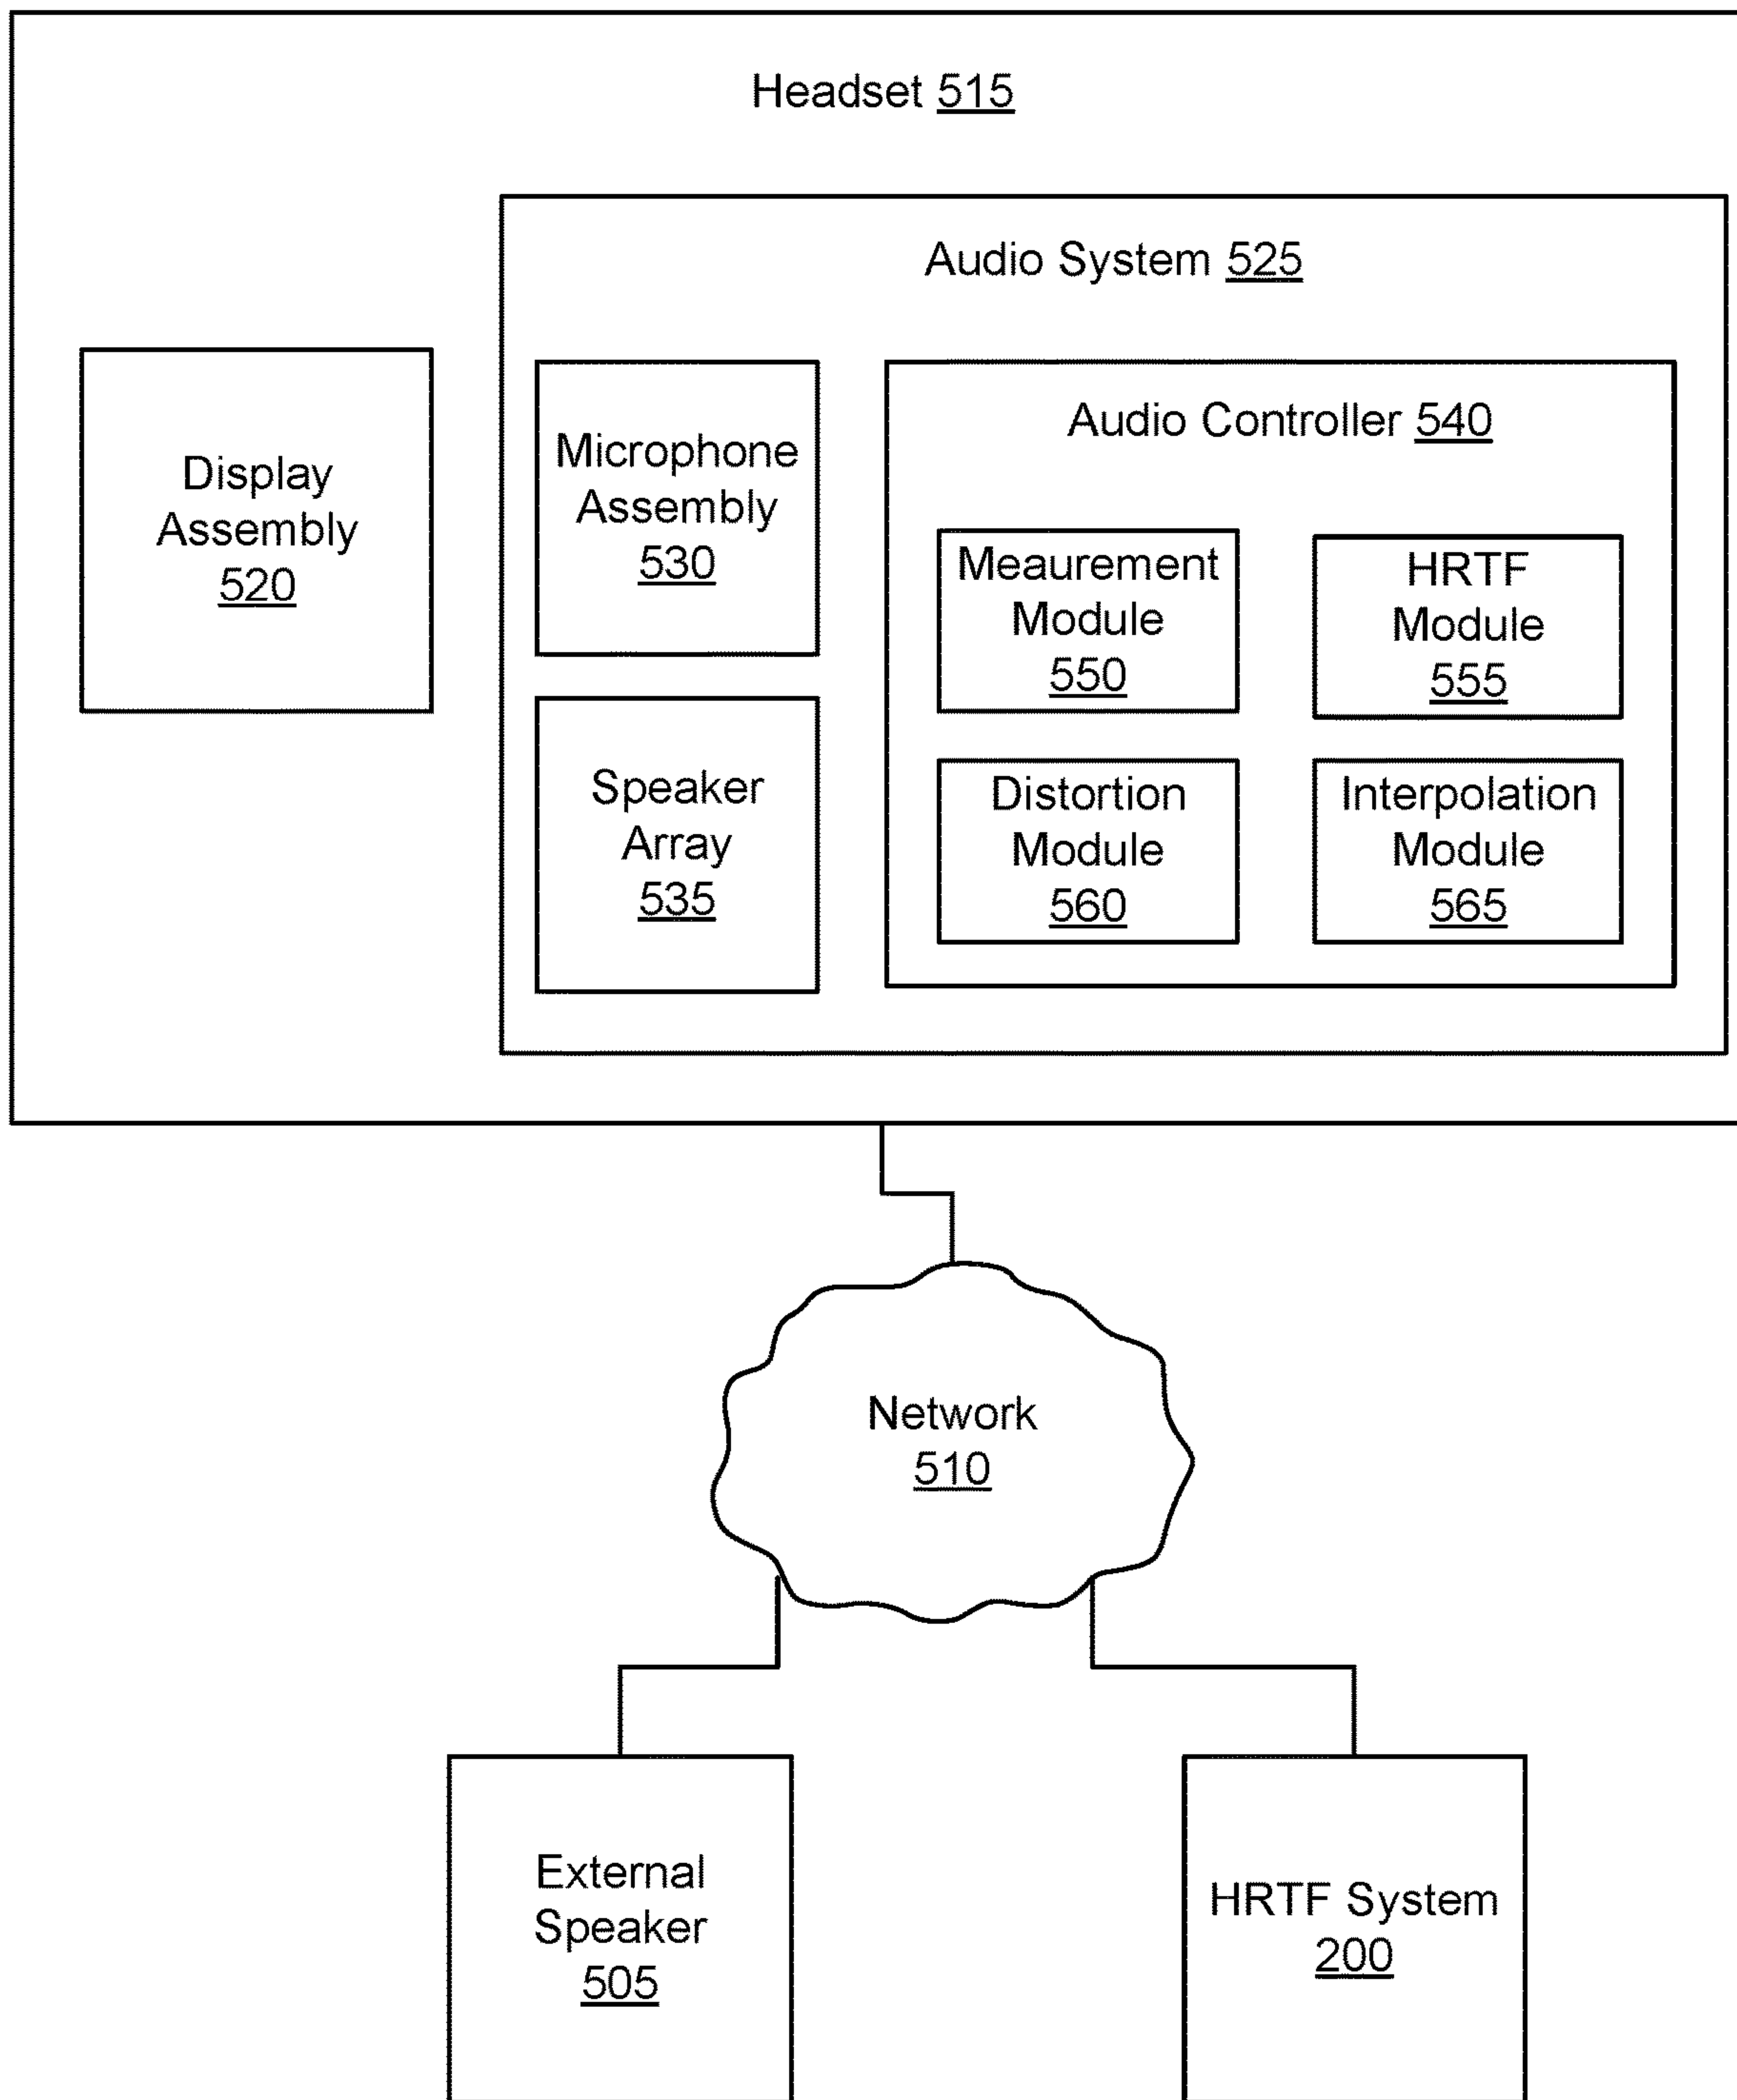 Headset 515
Audio System 525
Display
Assembly
520
Microphone
Assembly
530
Speaker
Array
535
Audio Controller 540
Meaurement
Module
550
HRTF
Module
555
Distortion
Module
560
Interpolation
Module
565
Network
510
External
Speaker
505
HRTF System
200